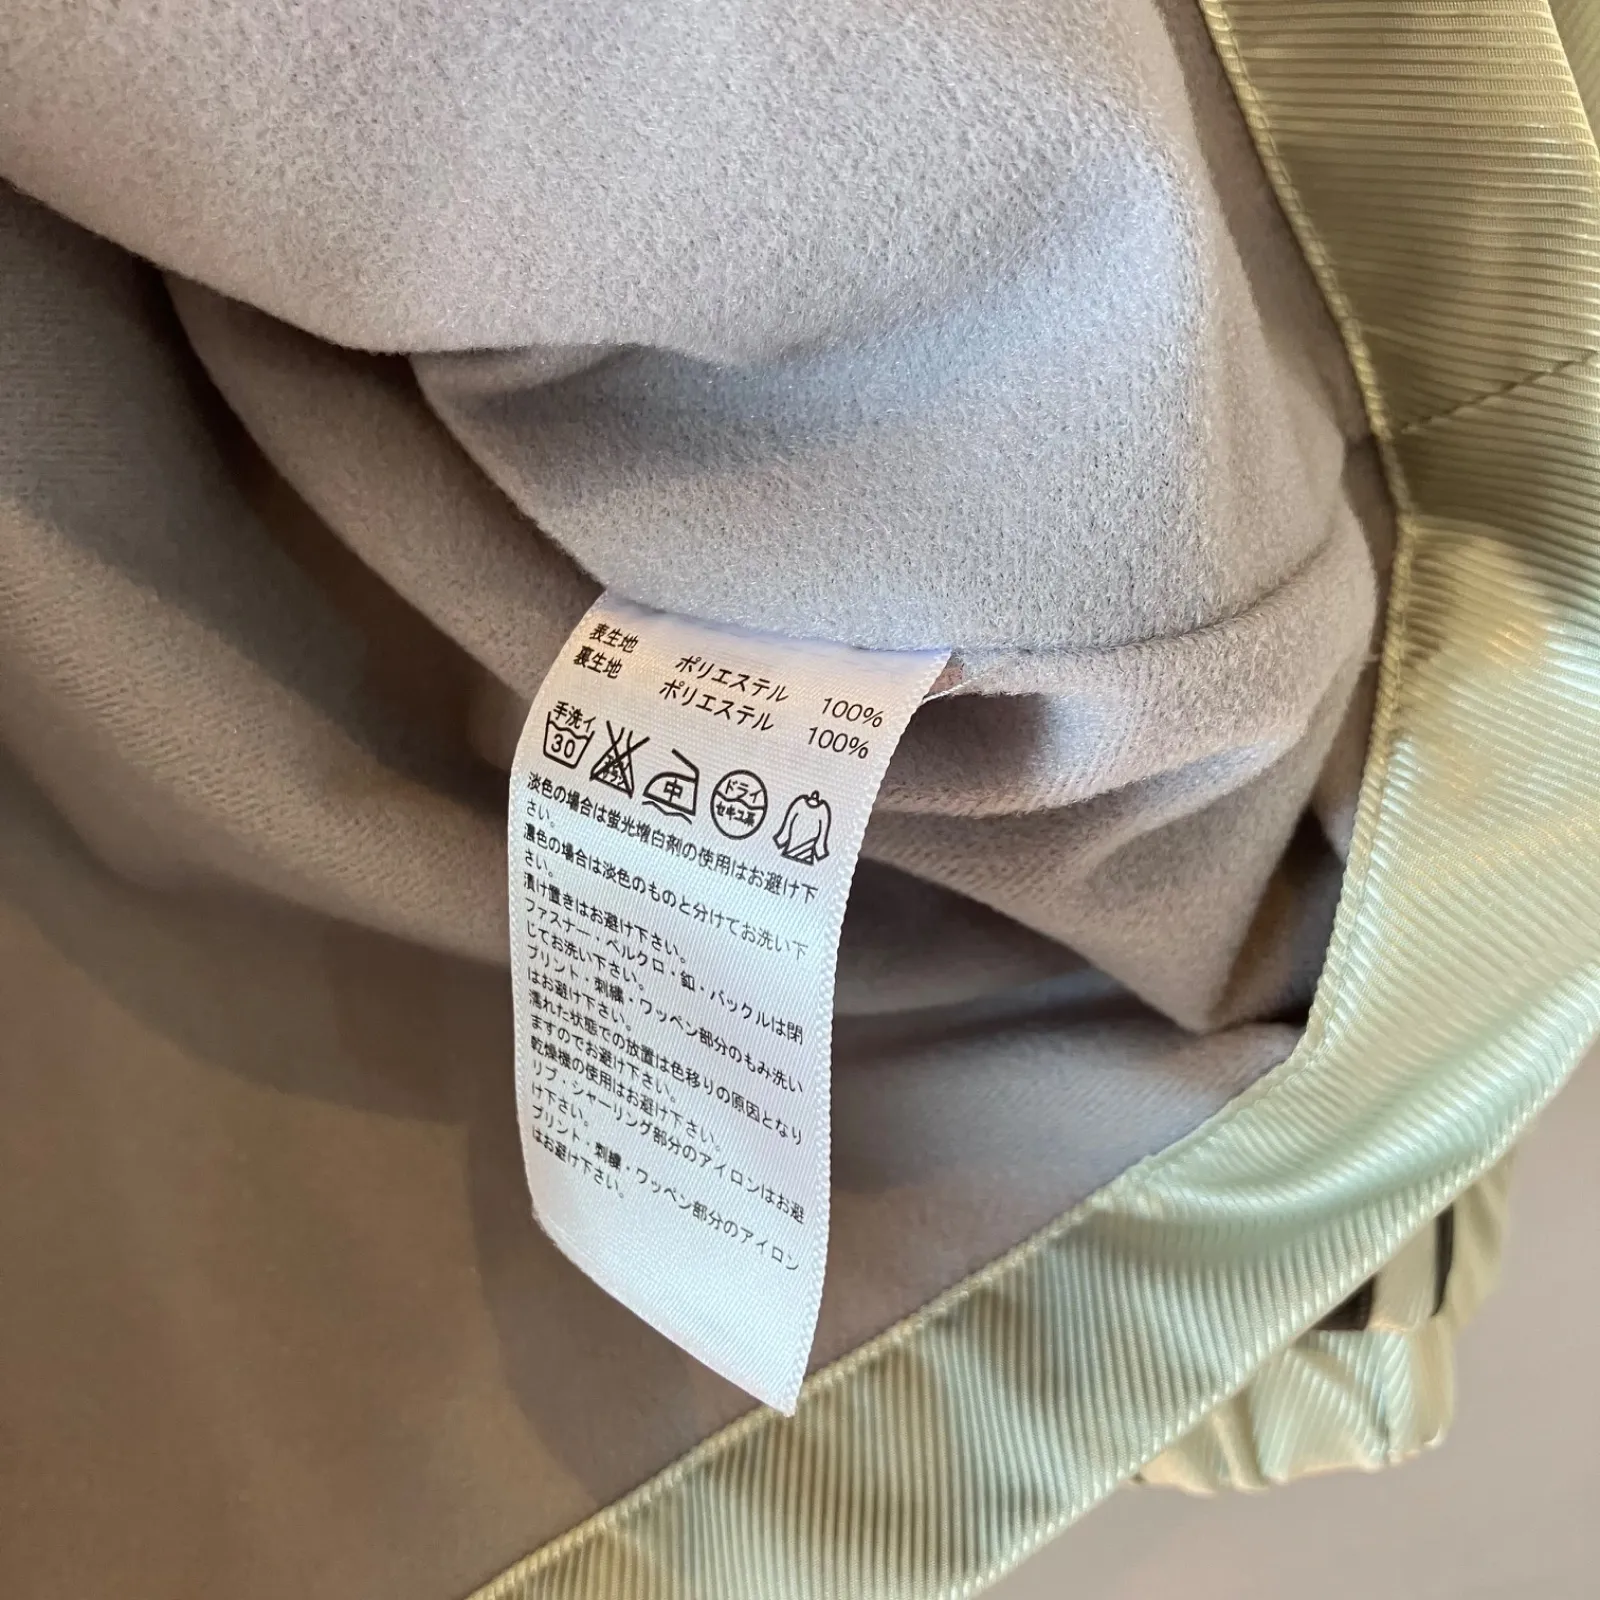 表生地 ポリエステル 100%
裏生地 ポリエステル 100%
手洗イ
30
中
ドライ
セキユ系
淡色の場合は蛍光増白剤の使用はお避け下
さい。
濃色の場合は淡色のものと分けてお洗い下
さい。
漬け置きはお避け下さい。
ファスナー・ベルクロ・釦・バックルは閉
じてお洗い下さい。
プリント・刺繍・ワッペン部分のもみ洗い
はお避け下さい。
濡れた状態での放置は色移りの原因となり
ますのでお避け下さい。
乾燥機の使用はお避け下さい。
リブ・シャーリング部分のアイロンはお避
け下さい。
プリント・刺繍・ワッペン部分のアイロン
はお避け下さい。